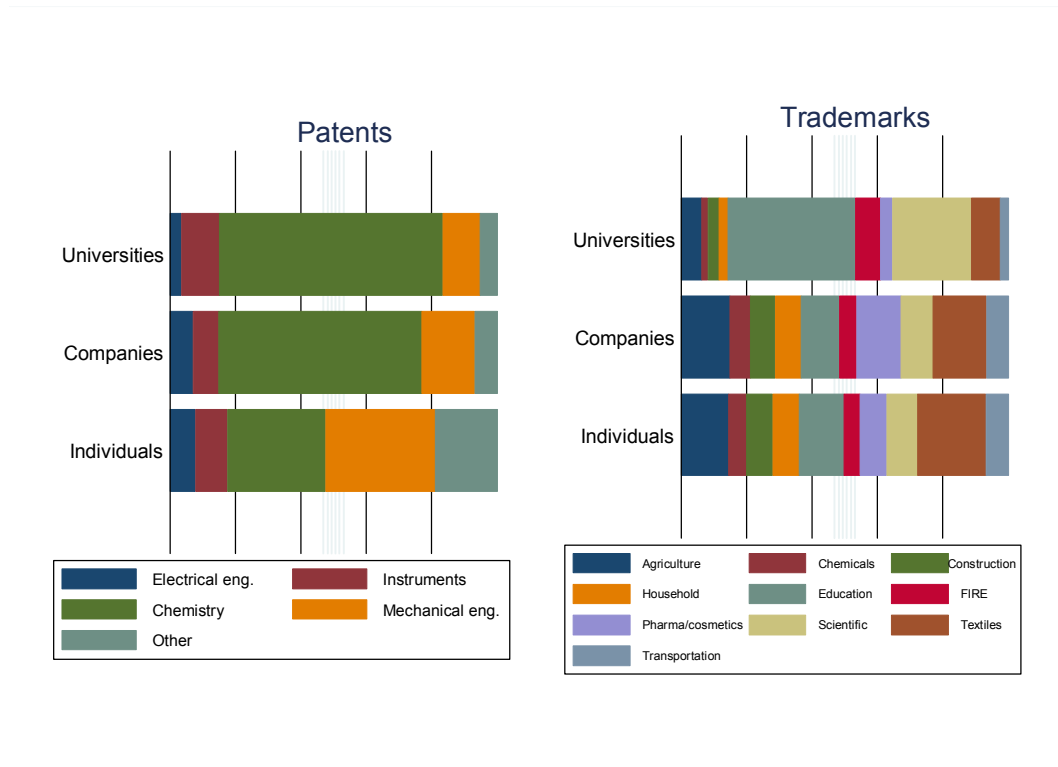 Patents
Universities
Companies
Individuals
Electrical eng.
Instruments
Chemistry
Mechanical eng.
Other
Trademarks
Universities
Companies
Individuals
Agriculture
Chemicals
Construction
Household
Education
FIRE
Pharma/cosmetics
Scientific
Textiles
Transportation